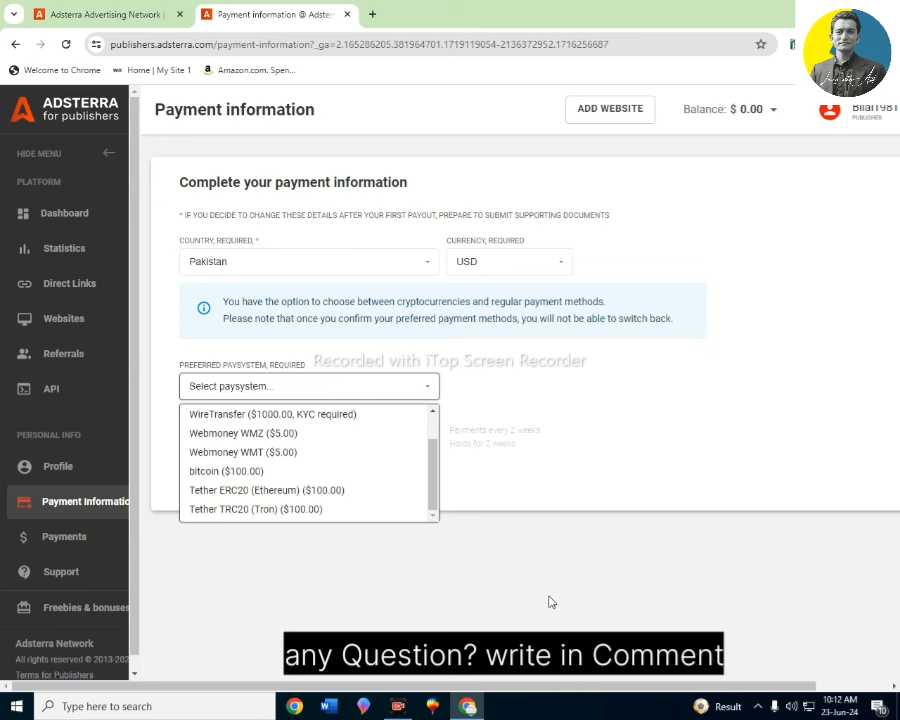 Adsterra Advertising Network |
Payment information @ Adster
publishers.adsterra.com/payment-information?_ga=2.165286205.381964701.1719119054-2136372952.1716256687
Welcome to Chrome
Home | My Site 1
Amazon.com. Spen...
ADSTERRA
for publishers
Payment information
ADD WEBSITE
Balance: $ 0.00
Bilal1981
PUBLISHER
HIDE MENU
PLATFORM
Dashboard
Statistics
Direct Links
Websites
Referrals
API
PERSONAL INFO
Profile
Payment Informatio
Payments
Support
Freebies & bonuses
Adsterra Network
All rights reserved © 2013-202
Terms for Publishers
Complete your payment information
* IF YOU DECIDE TO CHANGE THESE DETAILS AFTER YOUR FIRST PAYOUT, PREPARE TO SUBMIT SUPPORTING DOCUMENTS
COUNTRY, REQUIRED, *
CURRENCY, REQUIRED
Pakistan
USD
You have the option to choose between cryptocurrencies and regular payment methods.
Please note that once you confirm your preferred payment methods, you will not be able to switch back.
Recorded with iTop Screen Recorder
PREFERRED PAYSYSTEM, REQUIRED
Select paysystem...
WireTransfer ($1000.00, KYC required)
Webmoney WMZ ($5.00)
Webmoney WMT ($5.00)
bitcoin ($100.00)
Tether ERC20 (Ethereum) ($100.00)
Tether TRC20 (Tron) ($100.00)
Payments every 2 weeks
Holds for 2 weeks
any Question? write in Comment
Type here to search
Result
10:12 AM
23-Jun-24
10